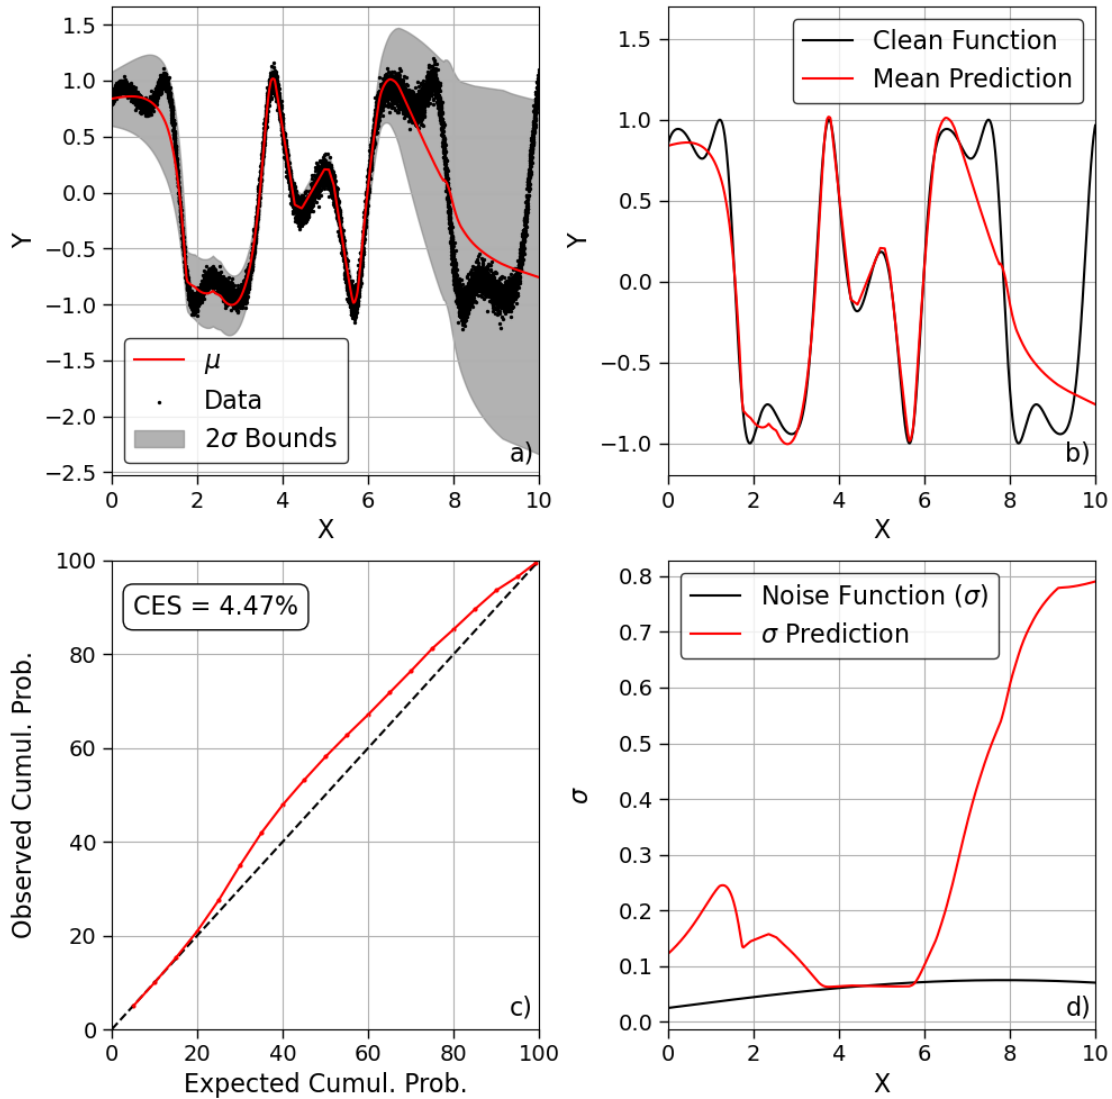 1.5
1.0
0.5
0.0
−0.5
−1.0
−1.5
−2.0
−2.5
Y
μ
Data
2σ Bounds
a)
0 2 4 6 8 10
X
1.5
1.0
0.5
0.0
−0.5
−1.0
Y
Clean Function
Mean Prediction
b)
0 2 4 6 8 10
X
100
80
60
40
20
0
Observed Cumul. Prob.
CES = 4.47%
c)
0 20 40 60 80 100
Expected Cumul. Prob.
0.8
0.7
0.6
0.5
0.4
0.3
0.2
0.1
0.0
σ
Noise Function (σ)
σ Prediction
d)
0 2 4 6 8 10
X